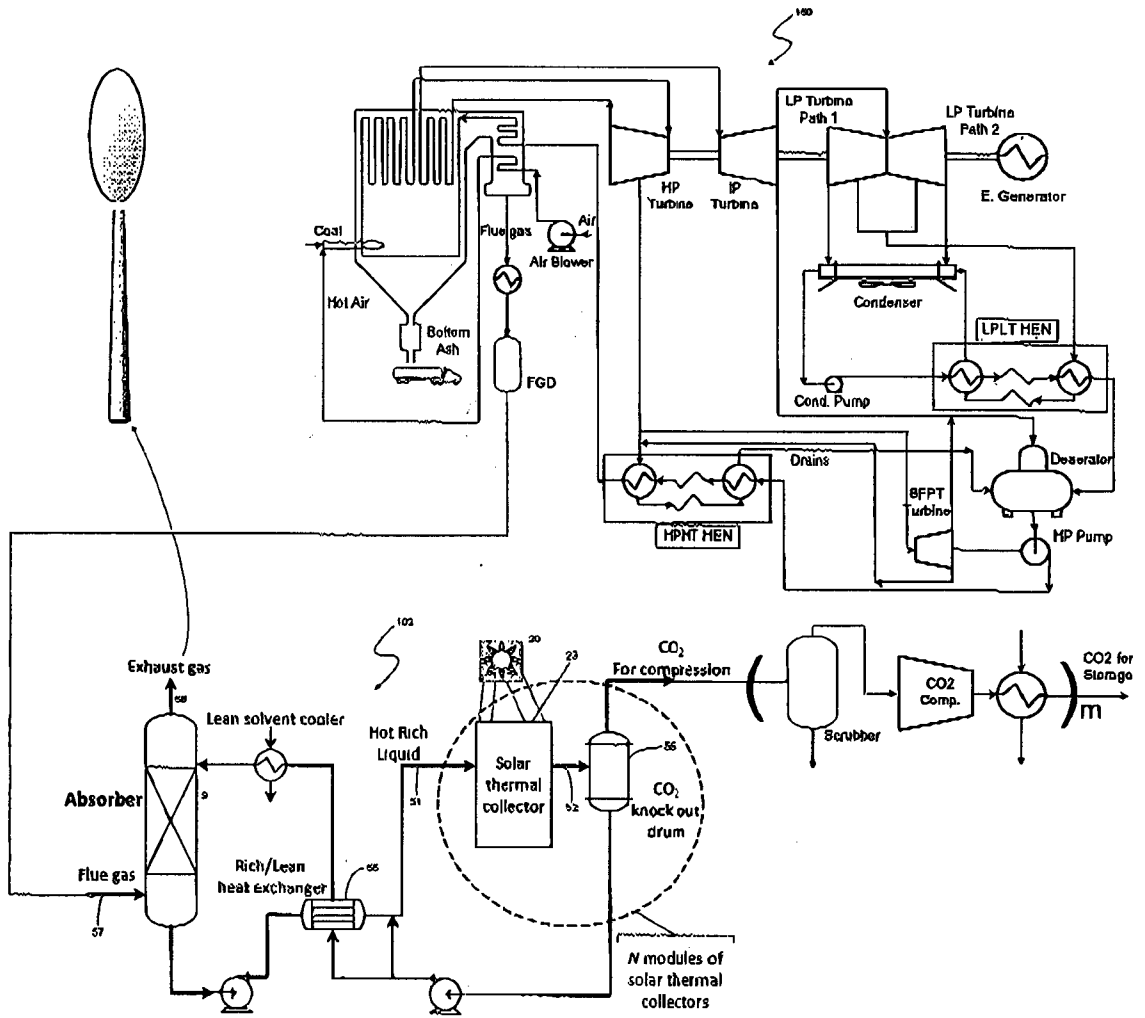 160
LP Turbine
Path 1
LP Turbine
Path 2
HP
Turbine
IP
Turbine
E. Generator
Coal
Flue gas
Air
Air Blower
Hot Air
Bottom
Ash
FGD
Condenser
LPLT HEN
Cond. Pump
Drains
Deaerator
BFPT
Turbine
HPHT HEN
HP Pump
102
20
23
CO2
For compression
CO2 for
Storage
CO2
Comp.
m
Scrubber
Exhaust gas
58
Lean solvent cooler
Hot Rich
Liquid
51
Solar
thermal
collector
52
55
CO2
knock out
drum
Absorber
9
Flue gas
57
Rich/Lean
heat exchanger
N modules of
solar thermal
collectors